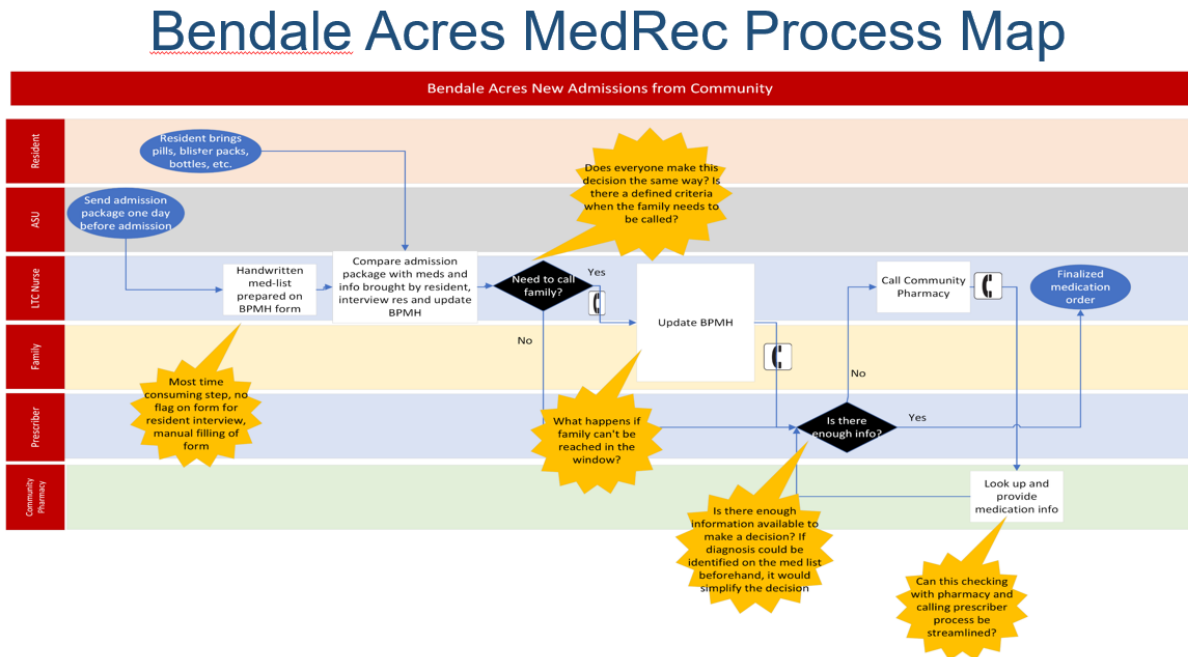 Bendale Acres MedRec Process Map
Bendale Acres New Admissions from Community
Resident
Resident brings
pills, blister packs,
bottles, etc.
Does everyone make this
decision the same way? Is
there a defined criteria
when the family needs to
be called?
ASU
Send admission
package one day
before admission
LTC Nurse
Handwritten
med-list
prepared on
BPMH form
Compare admission
package with meds and
info brought by resident,
interview res and update
BPMH
Need to call
family?
Yes
No
Update BPMH
Call Community
Pharmacy
Finalized
medication
order
Family
Most time
consuming step, no
flag on form for
resident interview,
manual filling of
form
What happens if
family can't be
reached in the
window?
No
Prescriber
Is there
enough info?
Yes
Community
Pharmacy
Look up and
provide
medication info
Is there enough
information available to
make a decision? If
diagnosis could be
identified on the med list
beforehand, it would
simplify the decision
Can this checking
with pharmacy and
calling prescriber
process be
streamlined?